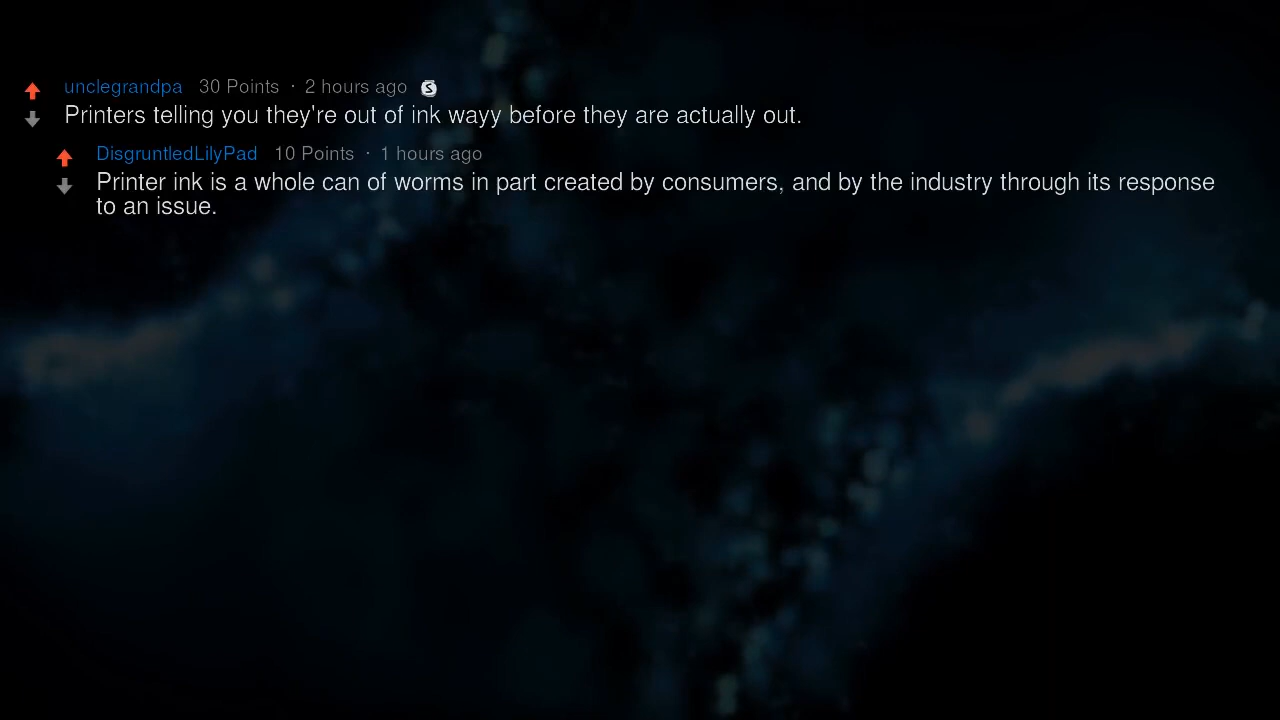 unclegrandpa 30 Points · 2 hours ago S
Printers telling you they're out of ink wayy before they are actually out.
DisgruntledLilyPad 10 Points · 1 hours ago
Printer ink is a whole can of worms in part created by consumers, and by the industry through its response
to an issue.